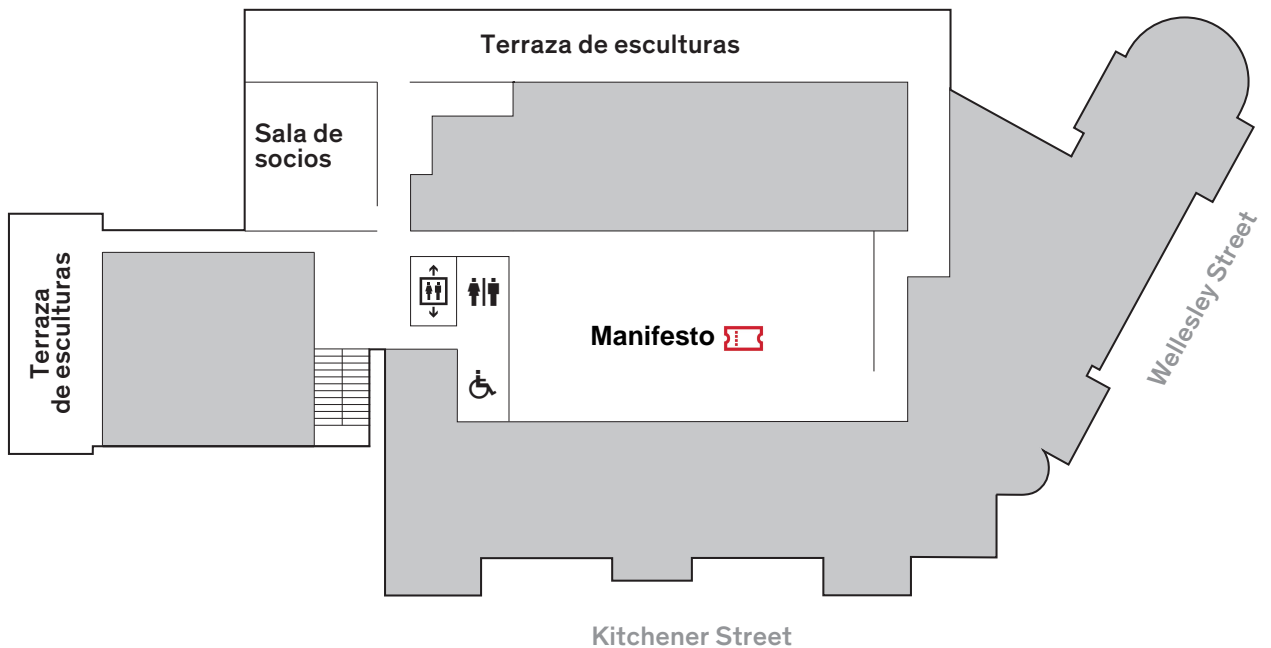 Terraza de esculturas
Sala de
socios
Terraza
de esculturas
Manifesto
Wellesley Street
Kitchener Street